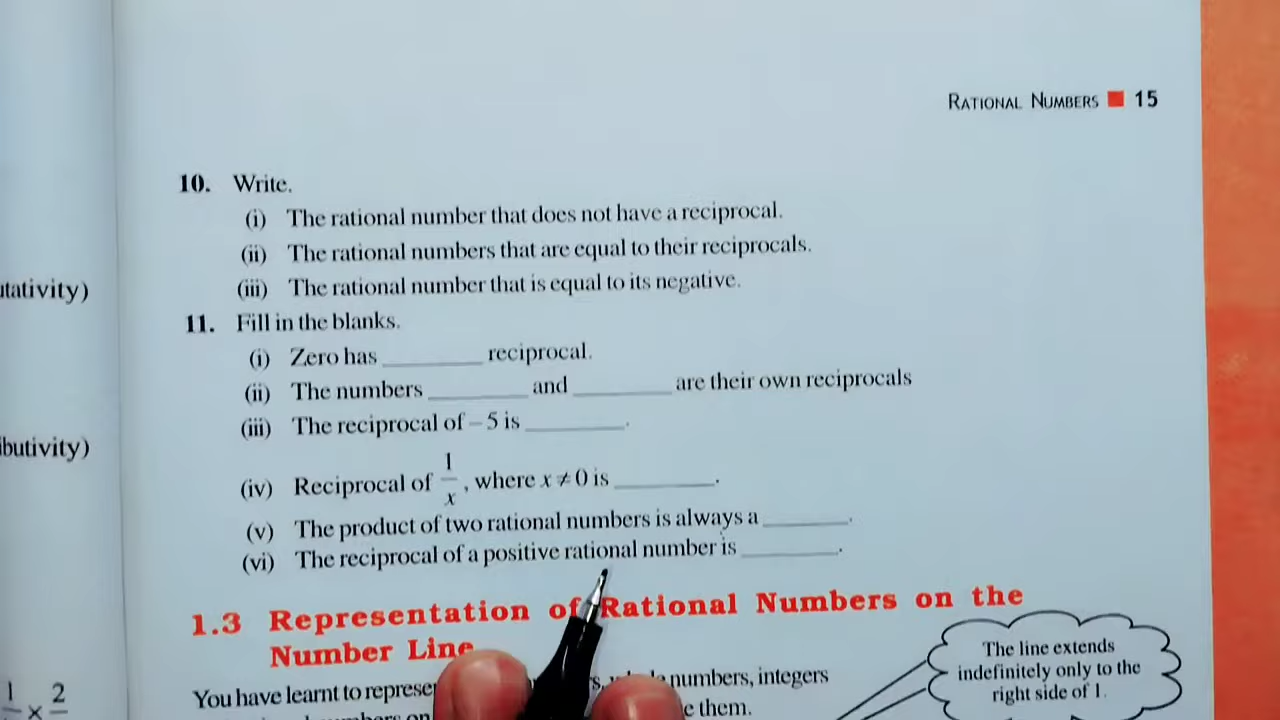 RATIONAL NUMBERS ■ 15
10. Write.
(i) The rational number that does not have a reciprocal.
(ii) The rational numbers that are equal to their reciprocals.
(iii) The rational number that is equal to its negative.
11. Fill in the blanks.
(i) Zero has ________ reciprocal.
(ii) The numbers ________ and ________ are their own reciprocals
(iii) The reciprocal of – 5 is ________.
(iv) Reciprocal of 1/x, where x ≠ 0 is ________.
(v) The product of two rational numbers is always a ________.
(vi) The reciprocal of a positive rational number is ________.
1.3 Representation of Rational Numbers on the
Number Line
You have learnt to numbers, integers
on them.
The line extends
indefinitely only to the
right side of 1.
1 × 2